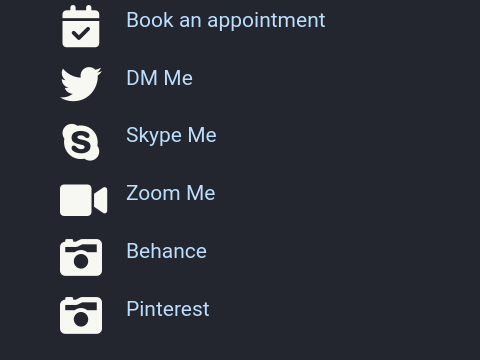 Book an appointment
DM Me
Skype Me
Zoom Me
Behance
Pinterest